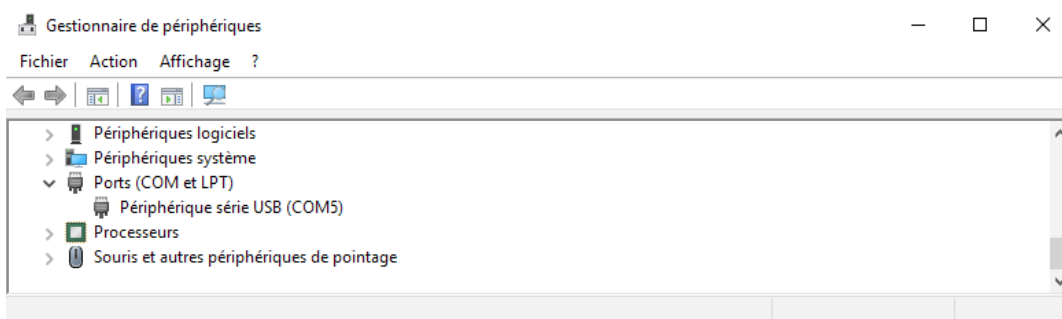 Gestionnaire de périphériques
Fichier Action Affichage ?
Périphériques logiciels
Périphériques système
Ports (COM et LPT)
Périphérique série USB (COM5)
Processeurs
Souris et autres périphériques de pointage